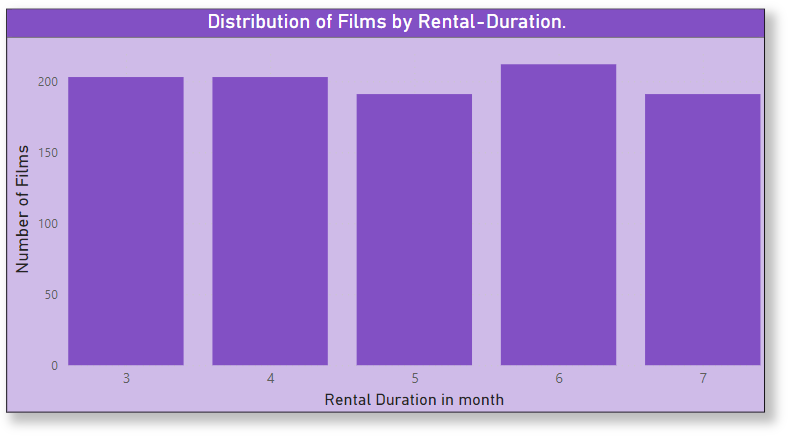 Distribution of Films by Rental-Duration.
Number of Films
200
150
100
50
0
3 4 5 6 7
Rental Duration in month